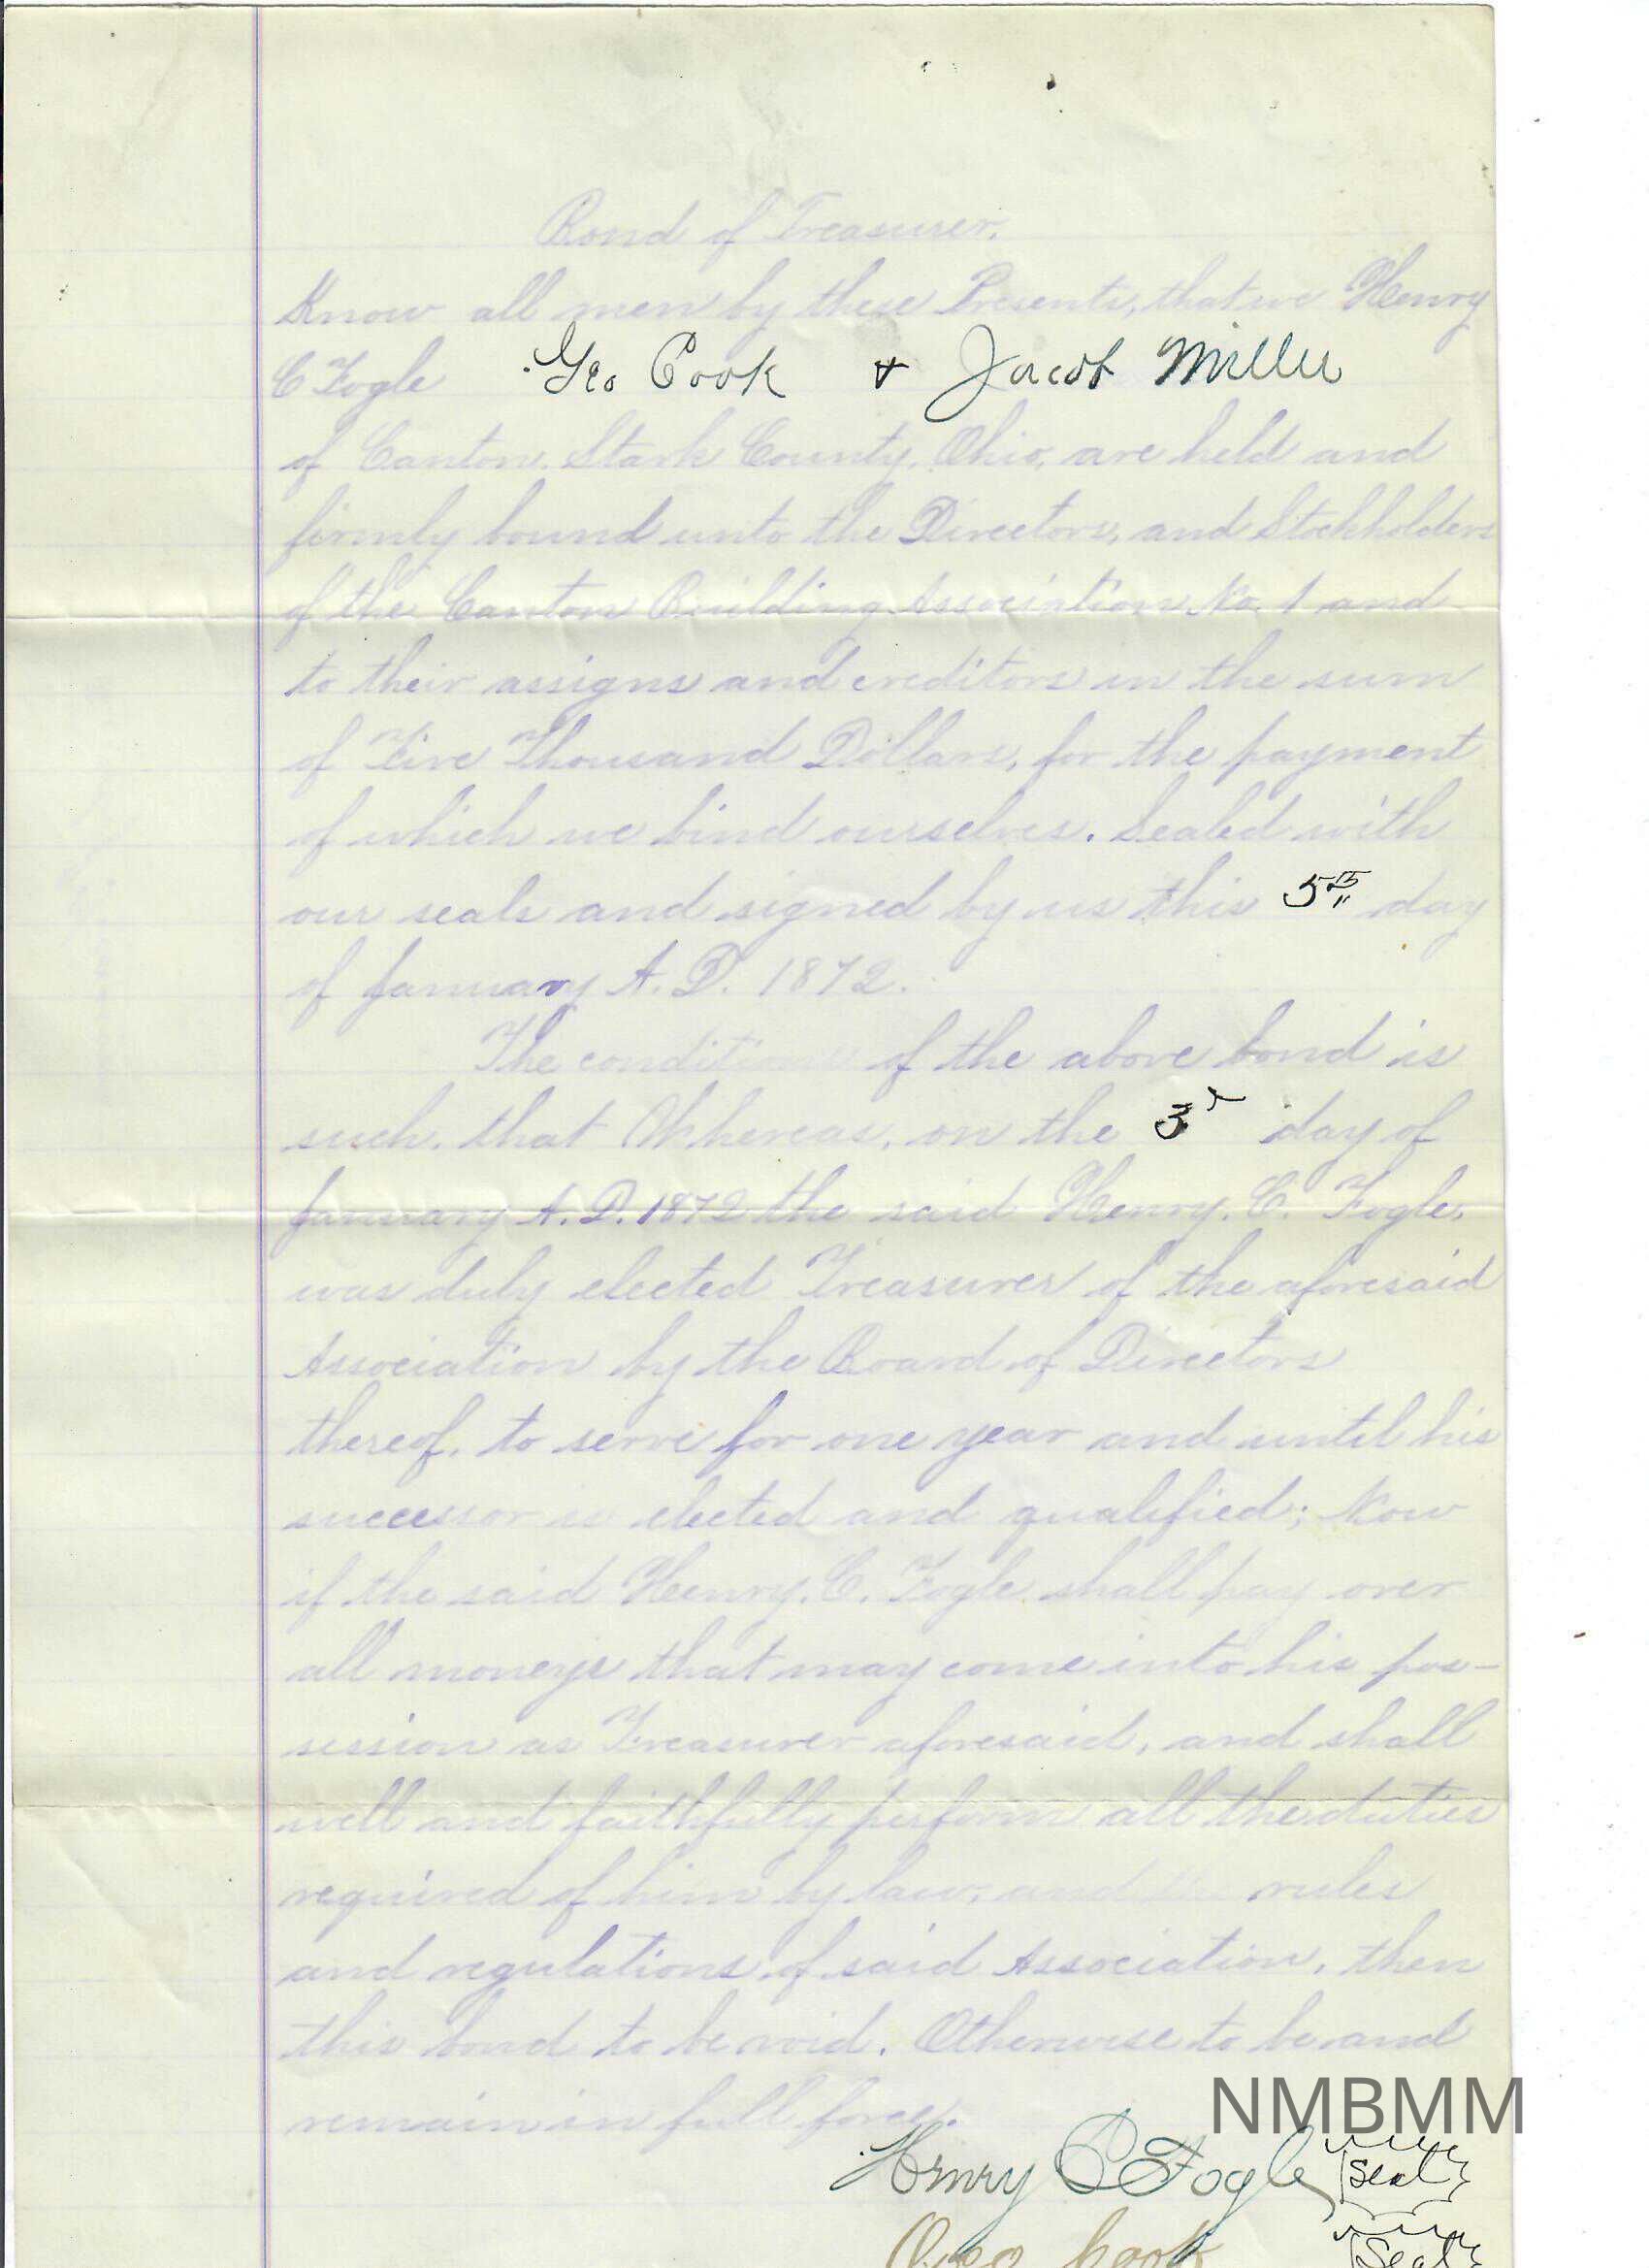 Bond of Treasurer.
Know all men by these Presents, that we Henry
C Fogle Geo Cook & Jacob Miller
of Canton, Stark County, Ohio, are held and
firmly bound unto the Directors, and Stockholders
of the Canton Building Association No. 1 and
to their assigns and creditors in the sum
of Five Thousand Dollars, for the payment
of which we bind ourselves. Sealed with
our seals and signed by us this 5th day
of January A. D. 1872.
The conditions of the above bond is
such, that Whereas, on the 3d day of
January A. D. 1872 the said Henry. C. Fogle,
was duly elected Treasurer of the aforesaid
Association by the Board of Directors
thereof, to serve for one year and until his
successor is elected and qualified; Now
if the said Henry. C. Fogle shall pay over
all moneys that may come into his pos-
session as Treasurer aforesaid, and shall
well and faithfully perform all the duties
required of him by law, and the rules
and regulations of said Association, then
this bond to be void. Otherwise to be and
remain in full force.
NMBMM
Henry C Fogle Seal
Geo Cook Seal